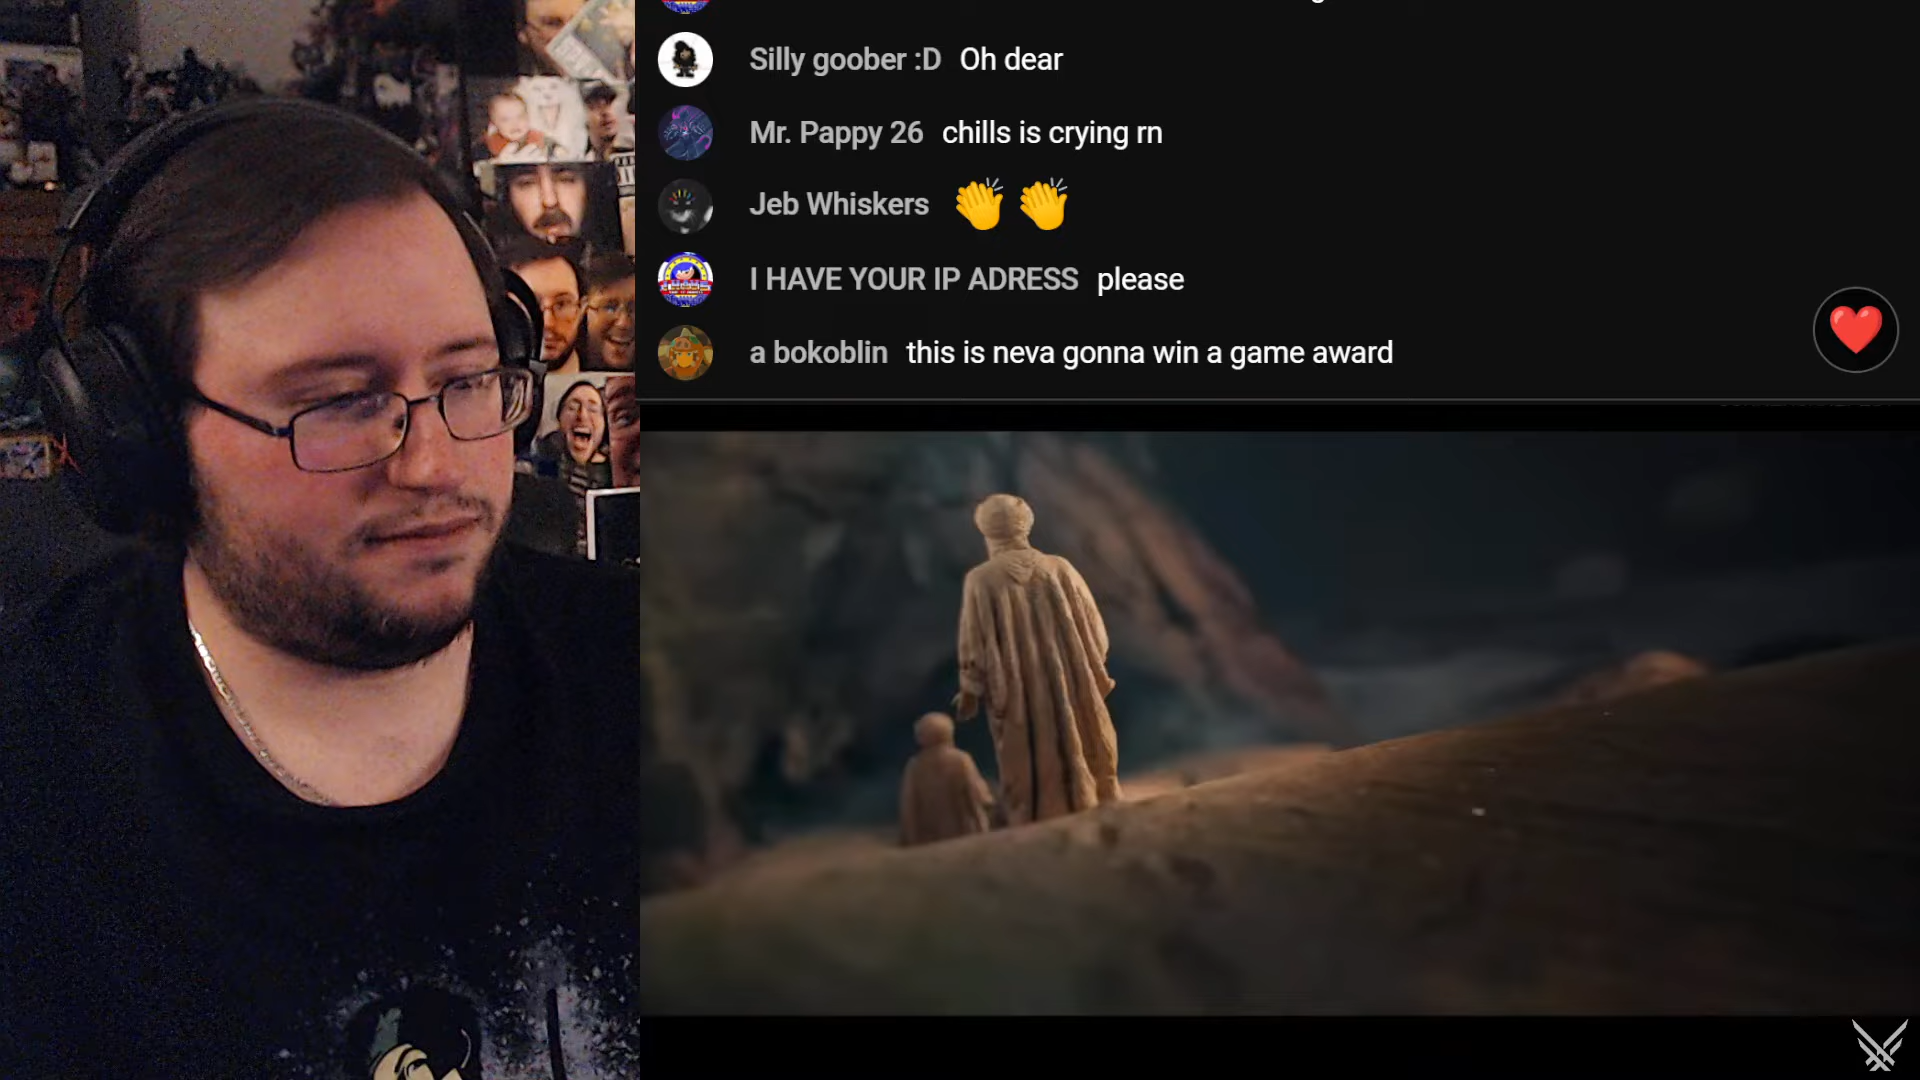 Silly goober :D Oh dear
Mr. Pappy 26 chills is crying rn
Jeb Whiskers 👏 👏
I HAVE YOUR IP ADRESS please
a bokoblin this is neva gonna win a game award